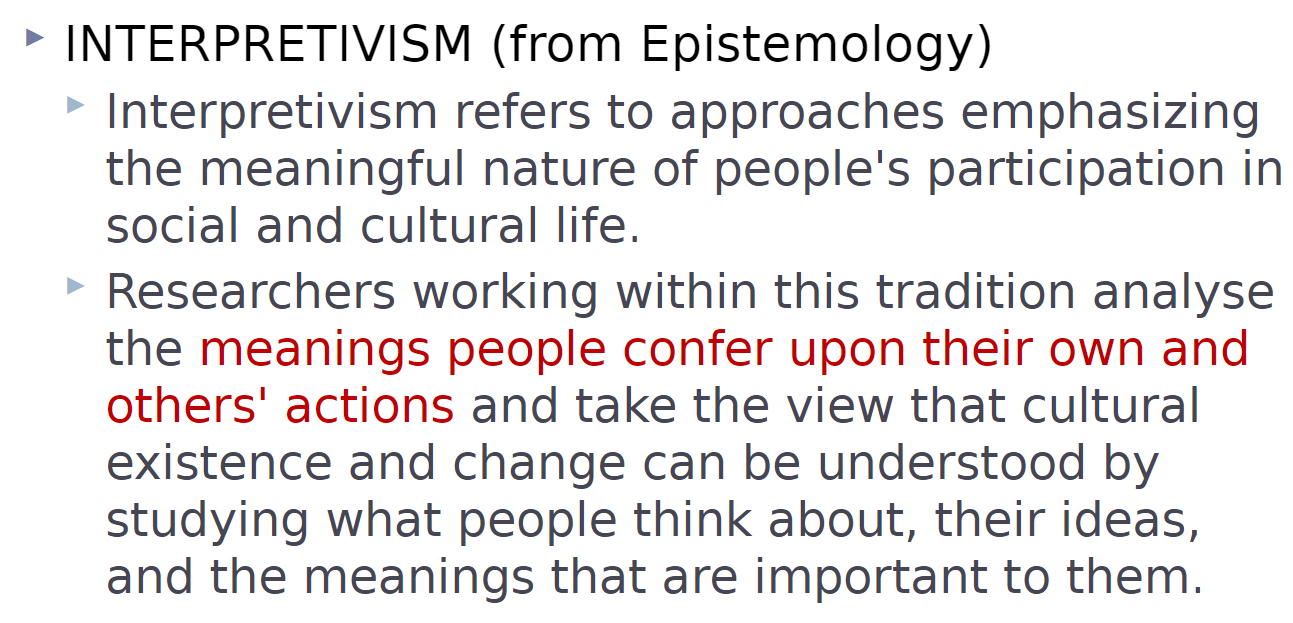 INTERPRETIVISM (from Epistemology)
Interpretivism refers to approaches emphasizing
the meaningful nature of people's participation in
social and cultural life.
Researchers working within this tradition analyse
the meanings people confer upon their own and
others' actions and take the view that cultural
existence and change can be understood by
studying what people think about, their ideas,
and the meanings that are important to them.